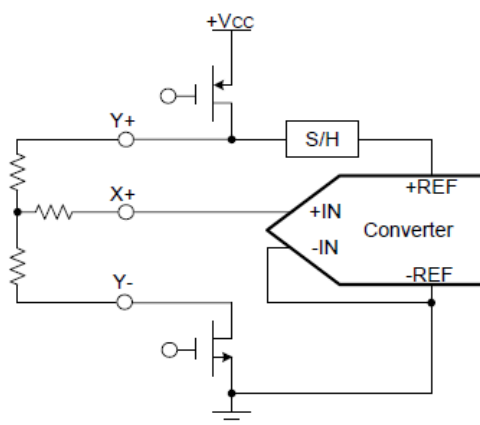 +VCC
Y+
S/H
+REF
X+
+IN
Converter
-IN
-REF
Y-